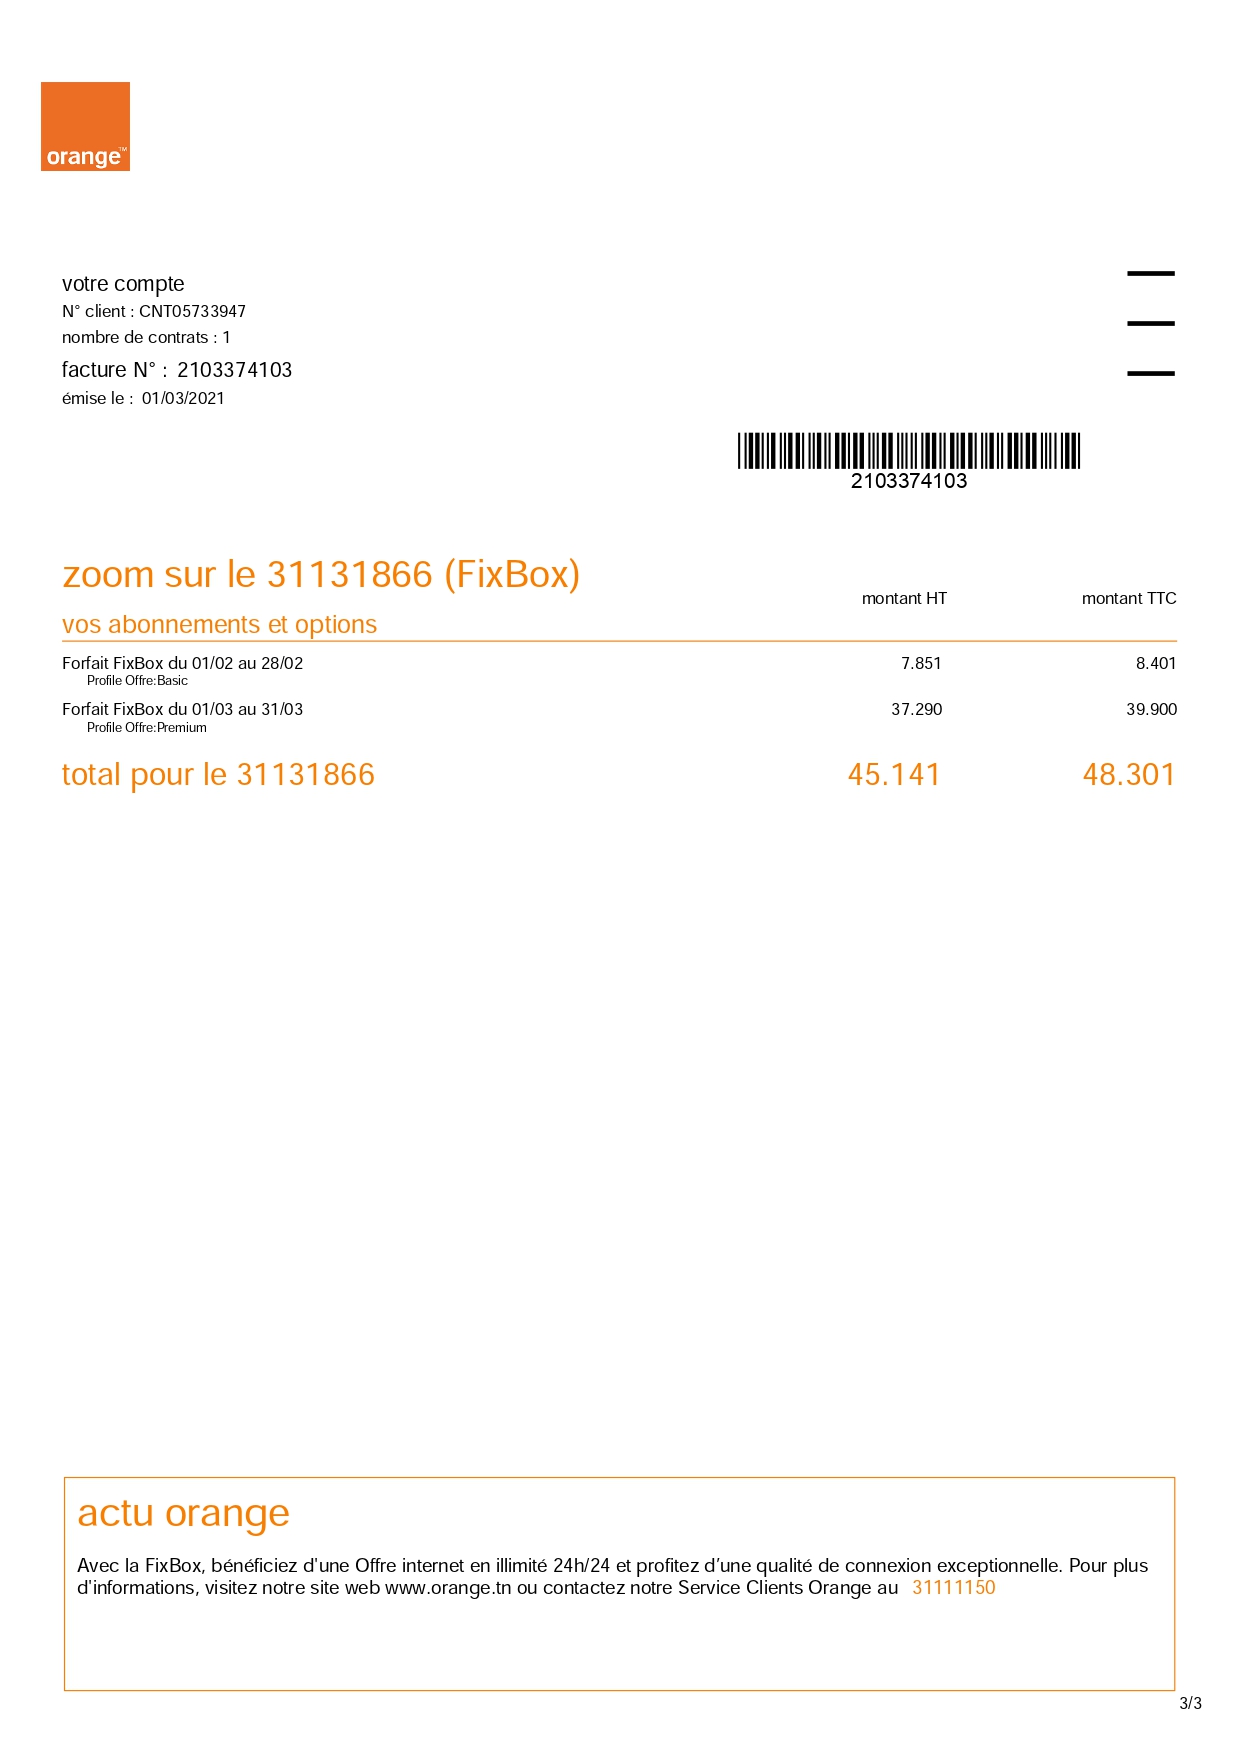 orange™
votre compte
N° client : CNT05733947
nombre de contrats : 1
facture N° : 2103374103
émise le : 01/03/2021
2103374103
zoom sur le 31131866 (FixBox)
montant HT montant TTC
vos abonnements et options
Forfait FixBox du 01/02 au 28/02 7.851 8.401
Profile Offre:Basic
Forfait FixBox du 01/03 au 31/03 37.290 39.900
Profile Offre:Premium
total pour le 31131866 45.141 48.301
actu orange
Avec la FixBox, bénéficiez d'une Offre internet en illimité 24h/24 et profitez d’une qualité de connexion exceptionnelle. Pour plus
d'informations, visitez notre site web www.orange.tn ou contactez notre Service Clients Orange au 31111150
3/3